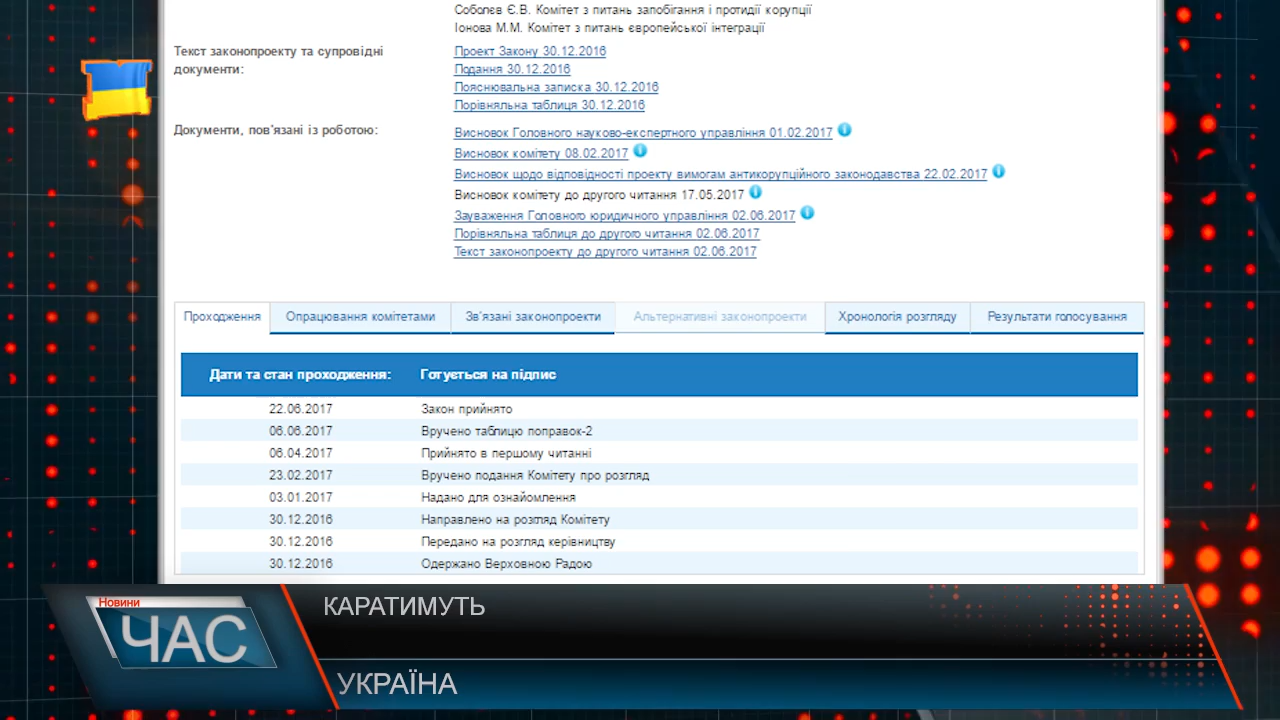 Соболєв Є.В. Комітет з питань запобігання і протидії корупції
Іонова М.М. Комітет з питань європейської інтеграції
Текст законопроекту та супровідні
документи:
Проект Закону 30.12.2016
Подання 30.12.2016
Пояснювальна записка 30.12.2016
Порівняльна таблиця 30.12.2016
Документи, пов'язані із роботою:
Висновок Головного науково-експертного управління 01.02.2017
Висновок комітету 08.02.2017
Висновок щодо відповідності проекту вимогам антикорупційного законодавства 22.02.2017
Висновок комітету до другого читання 17.05.2017
Зауваження Головного юридичного управління 02.06.2017
Порівняльна таблиця до другого читання 02.06.2017
Текст законопроекту до другого читання 02.06.2017
Проходження Опрацювання комітетами Зв'язані законопроекти Альтернативні законопроекти Хронологія розгляду Результати голосування
Дати та стан проходження: Готується на підпис
22.06.2017 Закон прийнято
06.06.2017 Вручено таблицю поправок-2
06.04.2017 Прийнято в першому читанні
23.02.2017 Вручено подання Комітету про розгляд
03.01.2017 Надано для ознайомлення
30.12.2016 Направлено на розгляд Комітету
30.12.2016 Передано на розгляд керівництву
30.12.2016 Одержано Верховною Радою
Новини
ЧАС
КАРАТИМУТЬ
УКРАЇНА